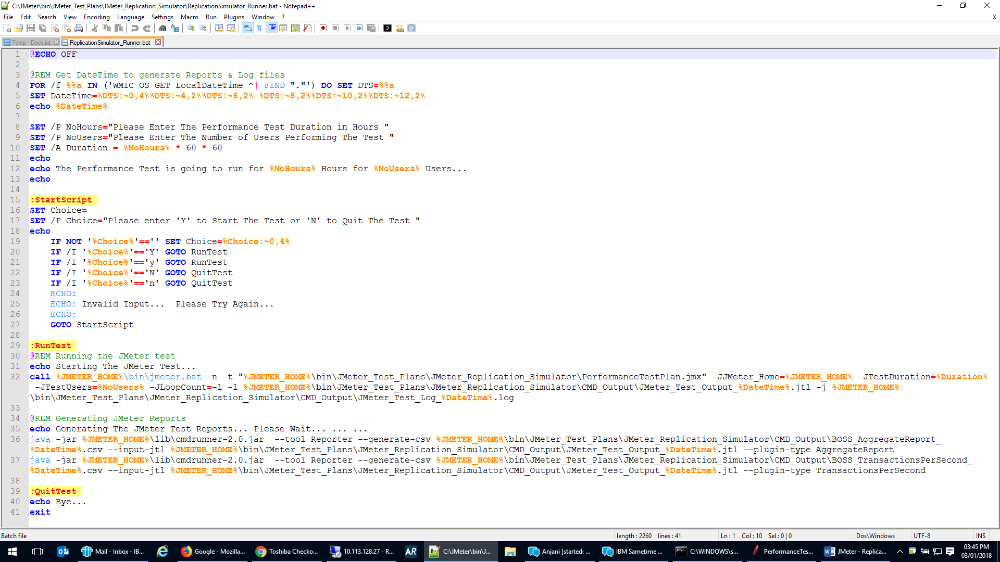 C:\JMeter\bin\JMeter_Test_Plans\JMeter_Replication_Simulator\ReplicationSimulator_Runner.bat - Notepad++
File Edit Search View Encoding Language Settings Macro Run Plugins Window ? X
Temp - Docs.txt ReplicationSimulator_Runner.bat
1 @ECHO OFF
2
3 @REM Get DateTime to generate Reports & Log files
4 FOR /f %%a IN ('WMIC OS GET LocalDateTime ^| FIND "."') DO SET DTS=%%a
5 SET DateTime=%DTS:~0,4%%DTS:~4,2%%DTS:~6,2%-%DTS:~8,2%%DTS:~10,2%%DTS:~12,2%
6 echo %DateTime%
7
8 SET /P NoHours="Please Enter The Performance Test Duration in Hours "
9 SET /P NoUsers="Please Enter The Number of Users Performing The Test "
10 SET /A Duration = %NoHours% * 60 * 60
11 echo
12 echo The Performance Test is going to run for %NoHours% Hours for %NoUsers% Users...
13 echo
14
15 :StartScript
16 SET Choice=
17 SET /P Choice="Please enter 'Y' to Start The Test or 'N' to Quit The Test "
18 echo
19 IF NOT '%Choice%'=='' SET Choice=%Choice:~0,4%
20 IF /I '%Choice%'=='Y' GOTO RunTest
21 IF /I '%Choice%'=='y' GOTO RunTest
22 IF /I '%Choice%'=='N' GOTO QuitTest
23 IF /I '%Choice%'=='n' GOTO QuitTest
24 ECHO:
25 ECHO: Invalid Input... Please Try Again...
26 ECHO:
27 GOTO StartScript
28
29 :RunTest
30 @REM Running the JMeter test
31 echo Starting The JMeter Test...
32 call %JMETER_HOME%\bin\jmeter.bat -n -t "%JMETER_HOME%\bin\JMeter_Test_Plans\JMeter_Replication_Simulator\PerformanceTestPlan.jmx" -JJMeter_Home=%JMETER_HOME% -JTestDuration=%Duration%
-JTestUsers=%NoUsers% -JLoopCount=-1 -l %JMETER_HOME%\bin\JMeter_Test_Plans\JMeter_Replication_Simulator\CMD_Output\JMeter_Test_Output_%DateTime%.jtl -j %JMETER_HOME%
\bin\JMeter_Test_Plans\JMeter_Replication_Simulator\CMD_Output\JMeter_Test_Log_%DateTime%.log
33
34 @REM Generating JMeter Reports
35 echo Generating The JMeter Test Reports... Please Wait... ... ...
36 java -jar %JMETER_HOME%\lib\cmdrunner-2.0.jar --tool Reporter --generate-csv %JMETER_HOME%\bin\JMeter_Test_Plans\JMeter_Replication_Simulator\CMD_Output\BOSS_AggregateReport_
%DateTime%.csv --input-jtl %JMETER_HOME%\bin\JMeter_Test_Plans\JMeter_Replication_Simulator\CMD_Output\JMeter_Test_Output_%DateTime%.jtl --plugin-type AggregateReport
37 java -jar %JMETER_HOME%\lib\cmdrunner-2.0.jar --tool Reporter --generate-csv %JMETER_HOME%\bin\JMeter_Test_Plans\JMeter_Replication_Simulator\CMD_Output\BOSS_TransactionsPerSecond_
%DateTime%.csv --input-jtl %JMETER_HOME%\bin\JMeter_Test_Plans\JMeter_Replication_Simulator\CMD_Output\JMeter_Test_Output_%DateTime%.jtl --plugin-type TransactionsPerSecond
38
39 :QuitTest
40 echo Bye...
41 exit
Batch file length : 2260 lines : 41 Ln : 1 Col : 10 Sel : 0 | 0 Dos\Windows UTF-8 INS
Mail - Inbox - IB... Google - Mozilla... Toshiba Checko... 10.113.128.27 - R... AR C:\JMeter\bin\J... Anjani [started: ... IBM Sametime ... C:\WINDOWS\s... PerformanceTes... JMeter - Replica... 03:45 PM
03/01/2018